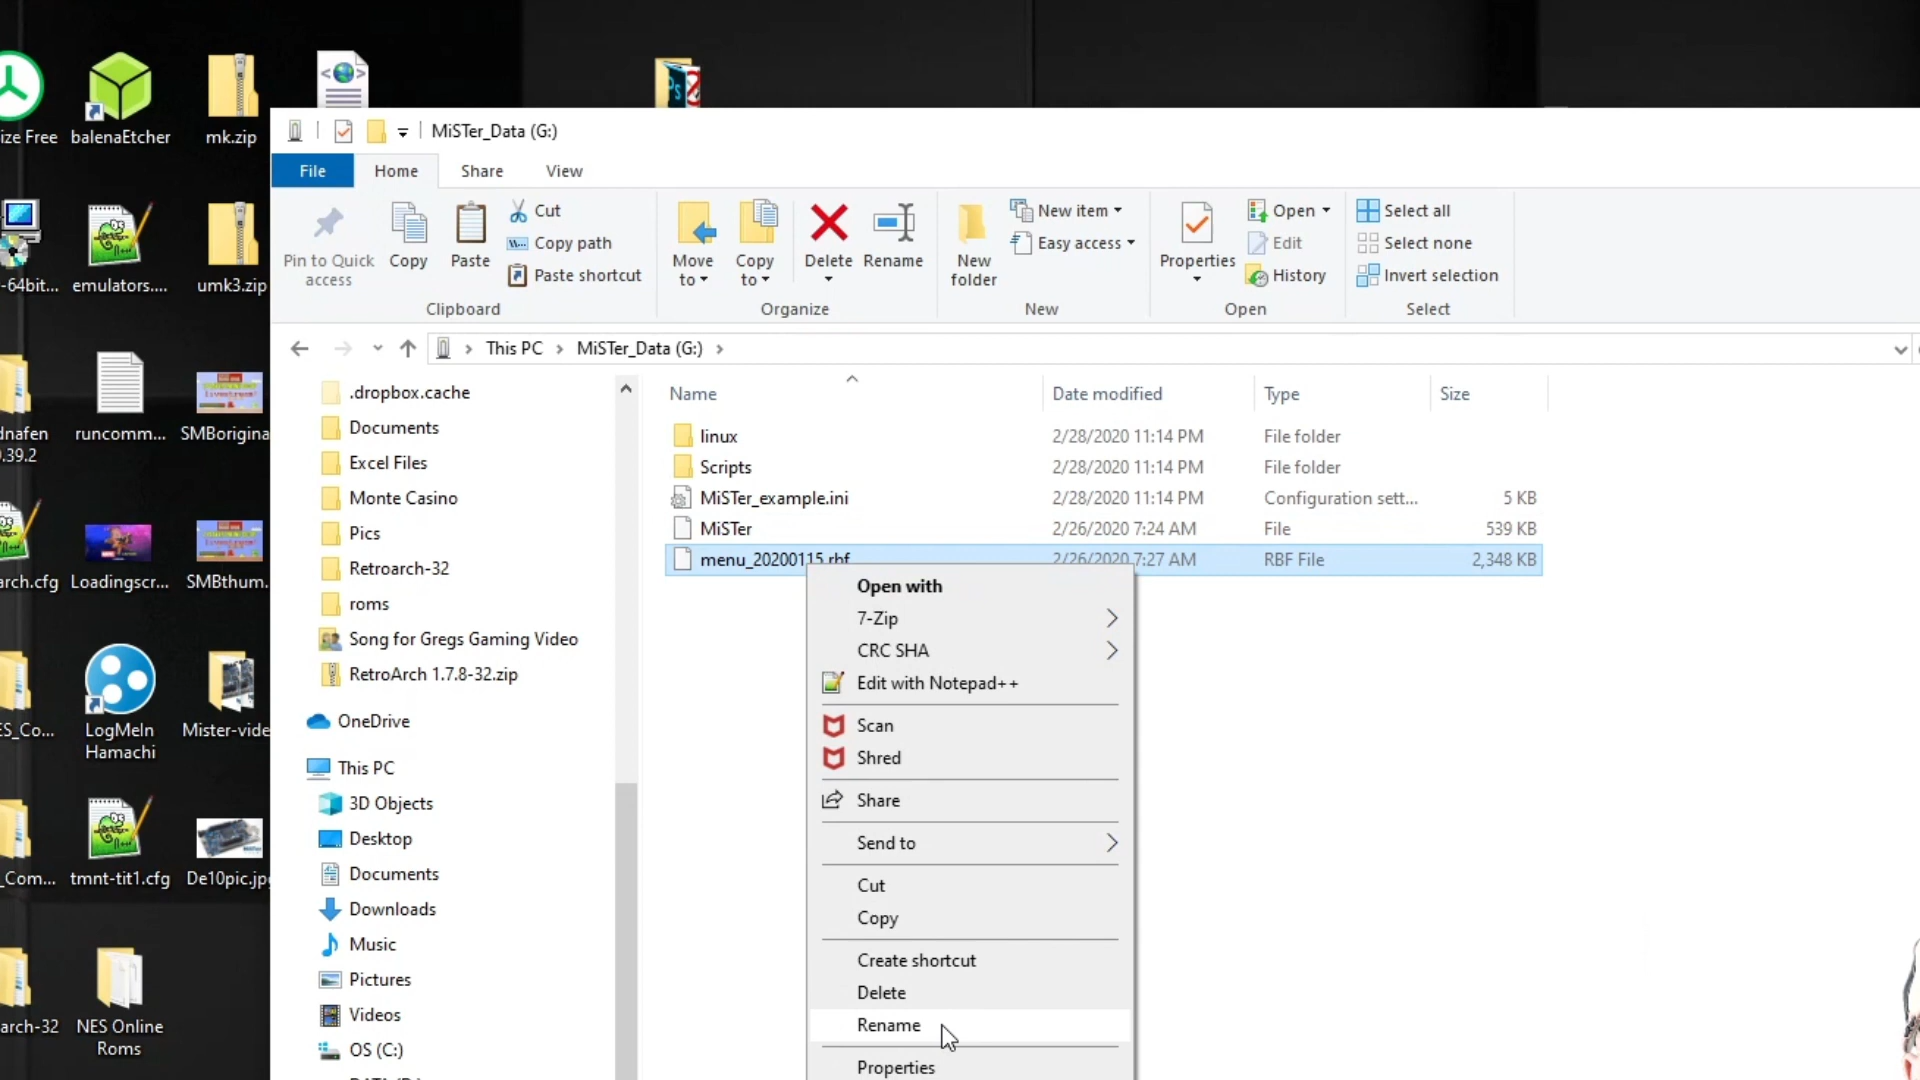 ize Free
balenaEtcher
mk.zip
-64bit...
emulators....
umk3.zip
dnafen
.39.2
runcomm...
SMBorigina
arch.cfg
Loadingscr...
SMBthum.
ES_Co...
LogMeIn
Hamachi
Mister-vide
_Com...
tmnt-tit1.cfg
De10pic.jp
arch-32
NES Online
Roms
MiSTer_Data (G:)
File
Home
Share
View
Pin to Quick
access
Copy
Paste
Cut
Copy path
Paste shortcut
Clipboard
Move
to
Copy
to
Delete
Rename
Organize
New
folder
New item
Easy access
New
Properties
Open
Edit
History
Open
Select all
Select none
Invert selection
Select
This PC
MiSTer_Data (G:)
.dropbox.cache
Documents
Excel Files
Monte Casino
Pics
Retroarch-32
roms
Song for Gregs Gaming Video
RetroArch 1.7.8-32.zip
OneDrive
This PC
3D Objects
Desktop
Documents
Downloads
Music
Pictures
Videos
OS (C:)
Name Date modified Type Size
linux 2/28/2020 11:14 PM File folder
Scripts 2/28/2020 11:14 PM File folder
MiSTer_example.ini 2/28/2020 11:14 PM Configuration sett... 5 KB
MiSTer 2/26/2020 7:24 AM File 539 KB
menu_20200115.rbf 2/26/2020 7:27 AM RBF File 2,348 KB
Open with
7-Zip
CRC SHA
Edit with Notepad++
Scan
Shred
Share
Send to
Cut
Copy
Create shortcut
Delete
Rename
Properties